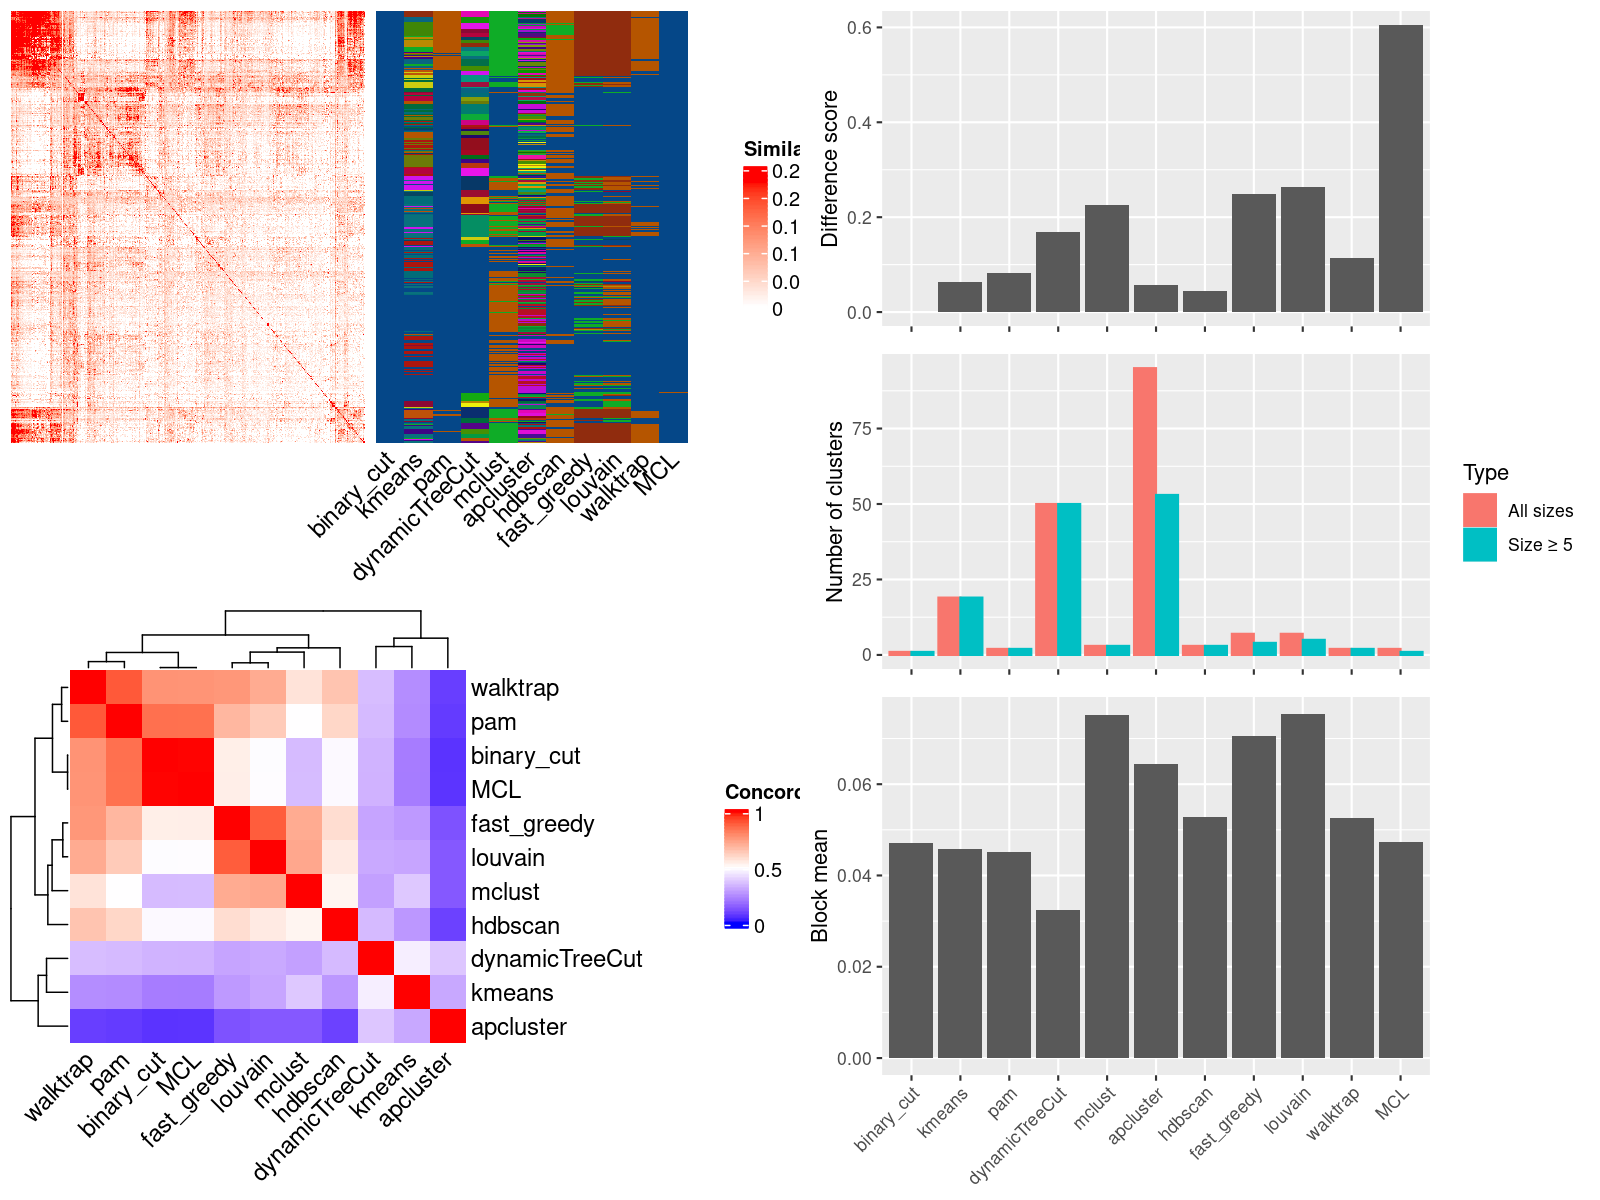 Simila
0.2
0.2
0.1
0.1
0.0
0
binary_cut
kmeans
pam
dynamicTreeCut
mclust
apcluster
hdbscan
fast_greedy
louvain
walktrap
MCL
walktrap
pam
binary_cut
MCL
fast_greedy
louvain
mclust
hdbscan
dynamicTreeCut
kmeans
apcluster
walktrap
pam
binary_cut
MCL
fast_greedy
louvain
mclust
hdbscan
dynamicTreeCut
kmeans
apcluster
Concord
1
0.5
0
Difference score
0.6
0.4
0.2
0.0
Number of clusters
75
50
25
0
Type
All sizes
Size ≥ 5
Block mean
0.06
0.04
0.02
0.00
binary_cut
kmeans
pam
dynamicTreeCut
mclust
apcluster
hdbscan
fast_greedy
louvain
walktrap
MCL